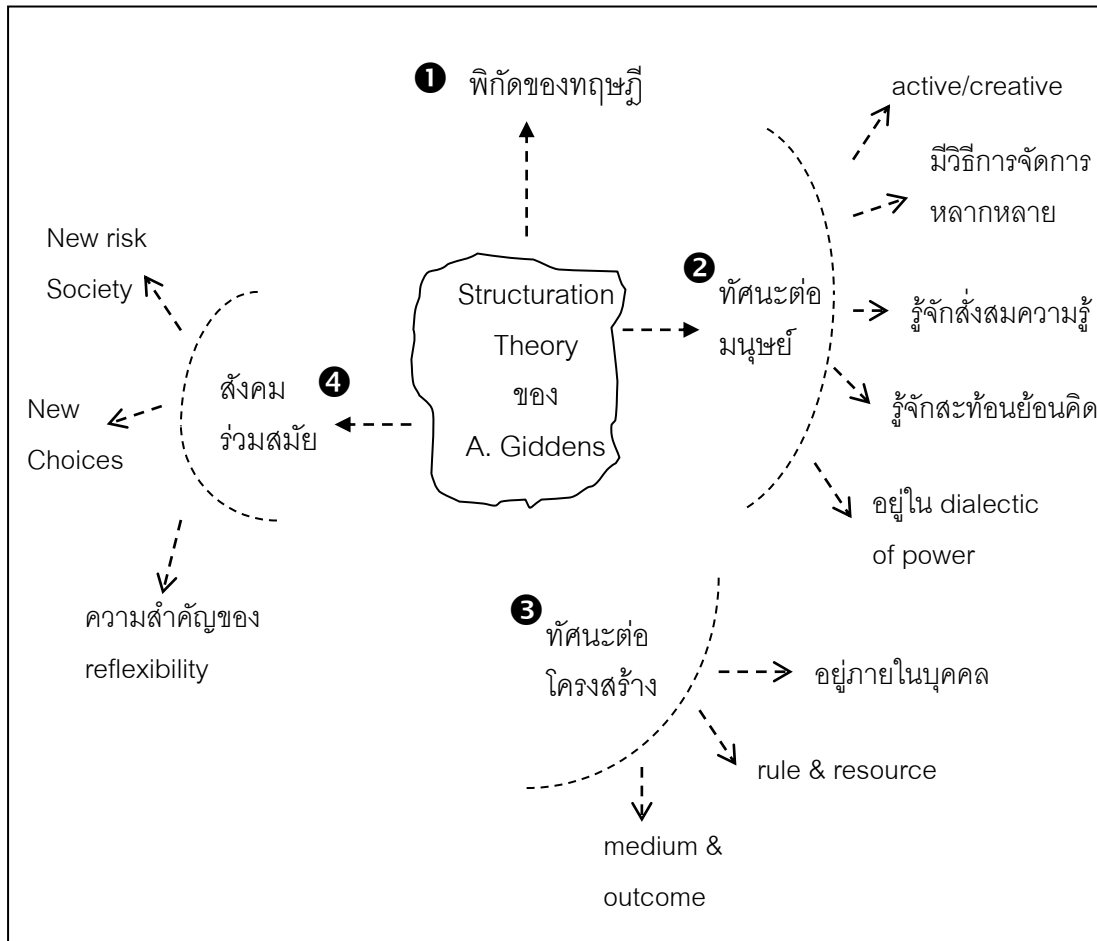 ❶ พิกัดของทฤษฎี
Structuration
Theory
ของ
A. Giddens
❷ ทัศนะต่อ
มนุษย์
active/creative
มีวิธีการจัดการ
หลากหลาย
รู้จักสั่งสมความรู้
รู้จักสะท้อนย้อนคิด
อยู่ใน dialectic
of power
❸ ทัศนะต่อ
โครงสร้าง
อยู่ภายในบุคคล
rule & resource
medium &
outcome
สังคม ❹
ร่วมสมัย
New risk
Society
New
Choices
ความสำคัญของ
reflexibility